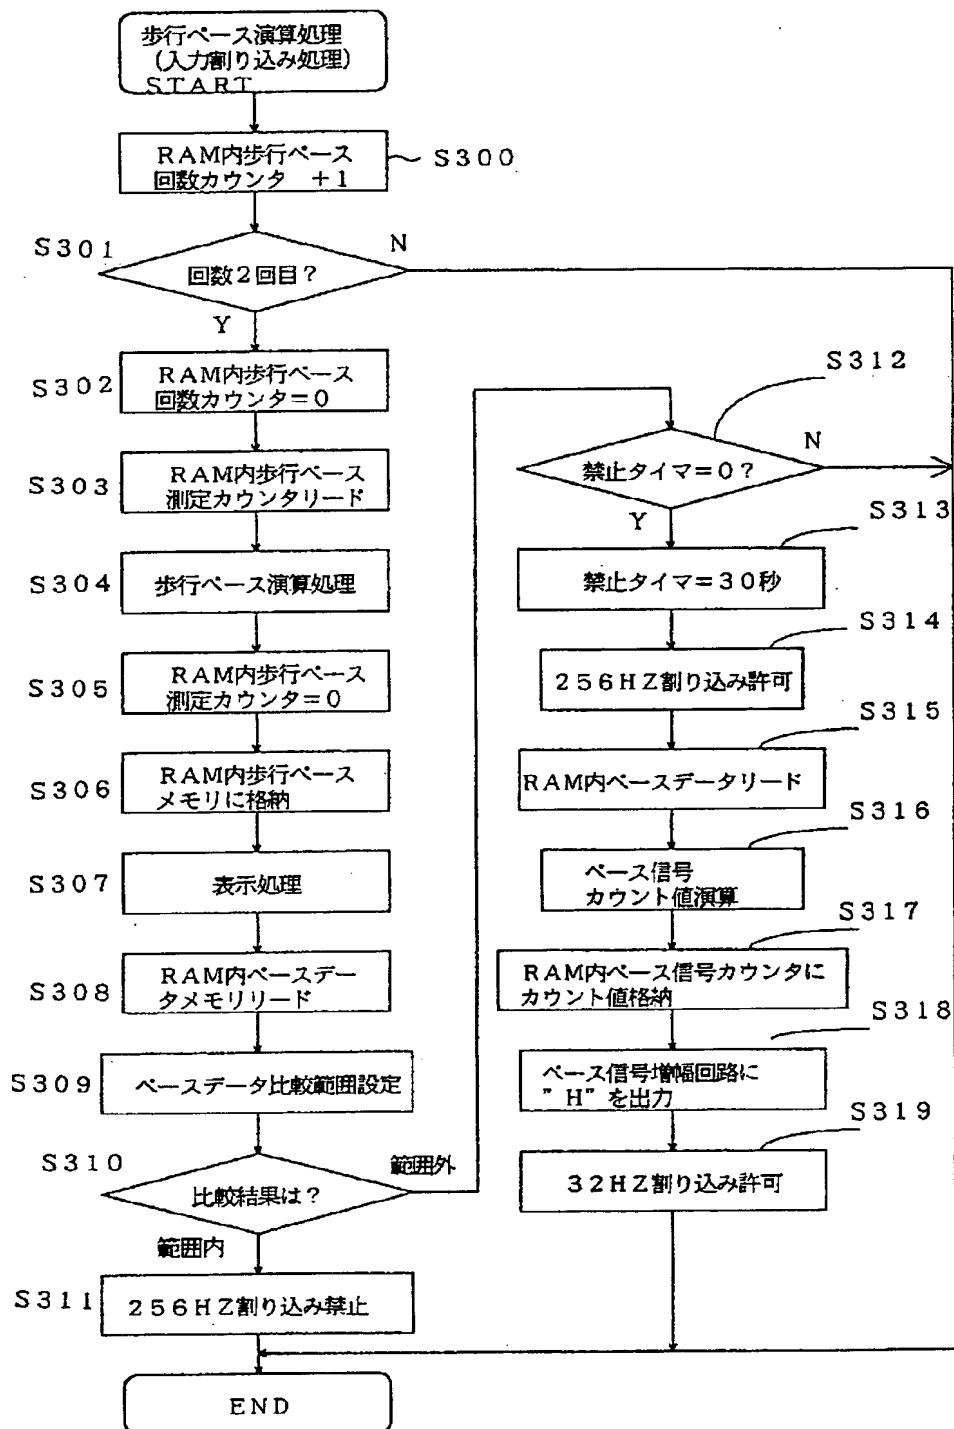 歩行ペース演算処理
(入力割り込み処理)
START
RAM内歩行ペース
回数カウンタ +1
S300
S301
回数2回目?
N
Y
S302
RAM内歩行ペース
回数カウンタ=0
S303
RAM内歩行ペース
測定カウンタリード
S304
歩行ペース演算処理
S305
RAM内歩行ペース
測定カウンタ=0
S306
RAM内歩行ペース
メモリに格納
S307
表示処理
S308
RAM内ペースデー
タメモリリード
S309
ペースデータ比較範囲設定
S310
比較結果は?
範囲外
範囲内
S311
256HZ割り込み禁止
S312
禁止タイマ=0?
N
Y
S313
禁止タイマ=30秒
S314
256HZ割り込み許可
S315
RAM内ペースデータリード
S316
ペース信号
カウント値演算
S317
RAM内ペース信号カウンタに
カウント値格納
S318
ペース信号増幅回路に
"H"を出力
S319
32HZ割り込み許可
END